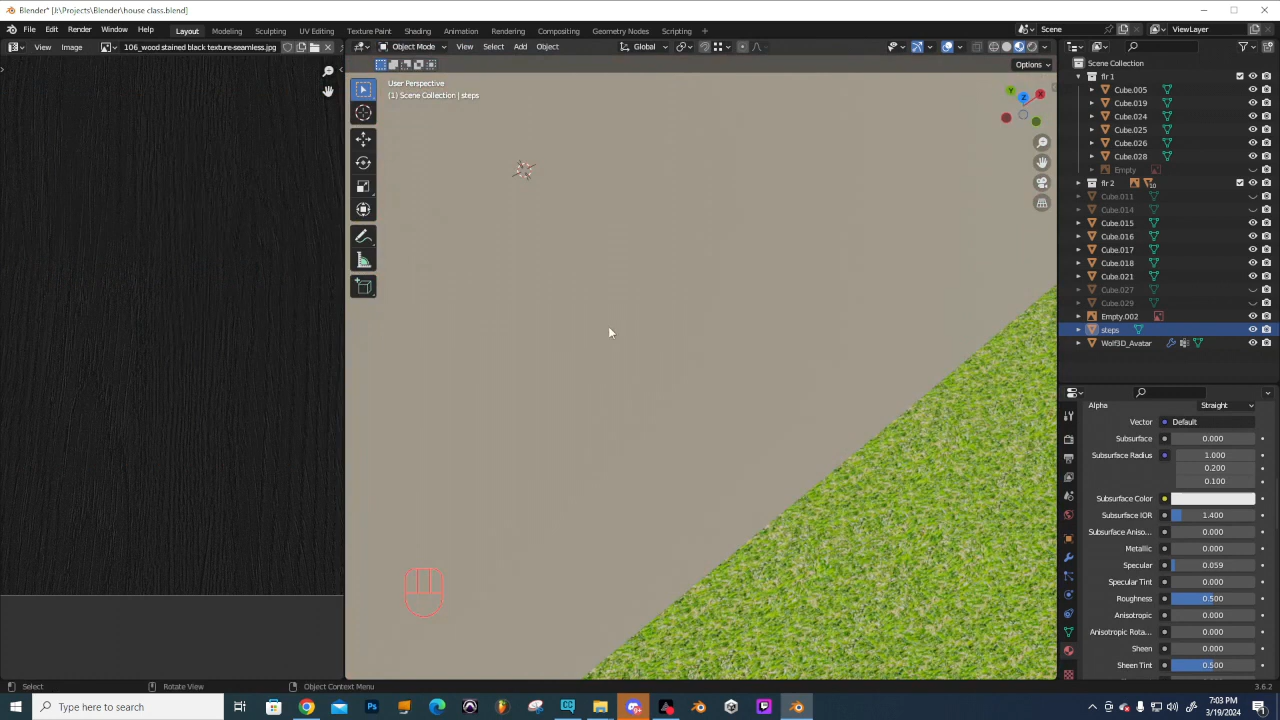 Blender* [J:\Projects\Blender\house class.blend]
File Edit Render Window Help Layout Modeling Sculpting UV Editing Texture Paint Shading Animation Rendering Compositing Geometry Nodes Scripting + Scene ViewLayer
View Image 106_wood stained black texture-seamless.jpg Object Mode View Select Add Object Global
Options
User Perspective
(1) Scene Collection | steps
Y Z X
Scene Collection
flr 1
Cube.005
Cube.019
Cube.024
Cube.025
Cube.026
Cube.028
Empty
flr 2 10
Cube.011
Cube.014
Cube.015
Cube.016
Cube.017
Cube.018
Cube.021
Cube.027
Cube.029
Empty.002
steps
Wolf3D_Avatar
Alpha Straight
Vector Default
Subsurface 0.000
Subsurface Radius 1.000
0.200
0.100
Subsurface Color
Subsurface IOR 1.400
Subsurface Aniso... 0.000
Metallic 0.000
Specular 0.059
Specular Tint 0.000
Roughness 0.500
Anisotropic 0.000
Anisotropic Rota... 0.000
Sheen 0.000
Sheen Tint 0.500
Select Rotate View Object Context Menu 3.6.2
Type here to search
7:03 PM
3/19/2024